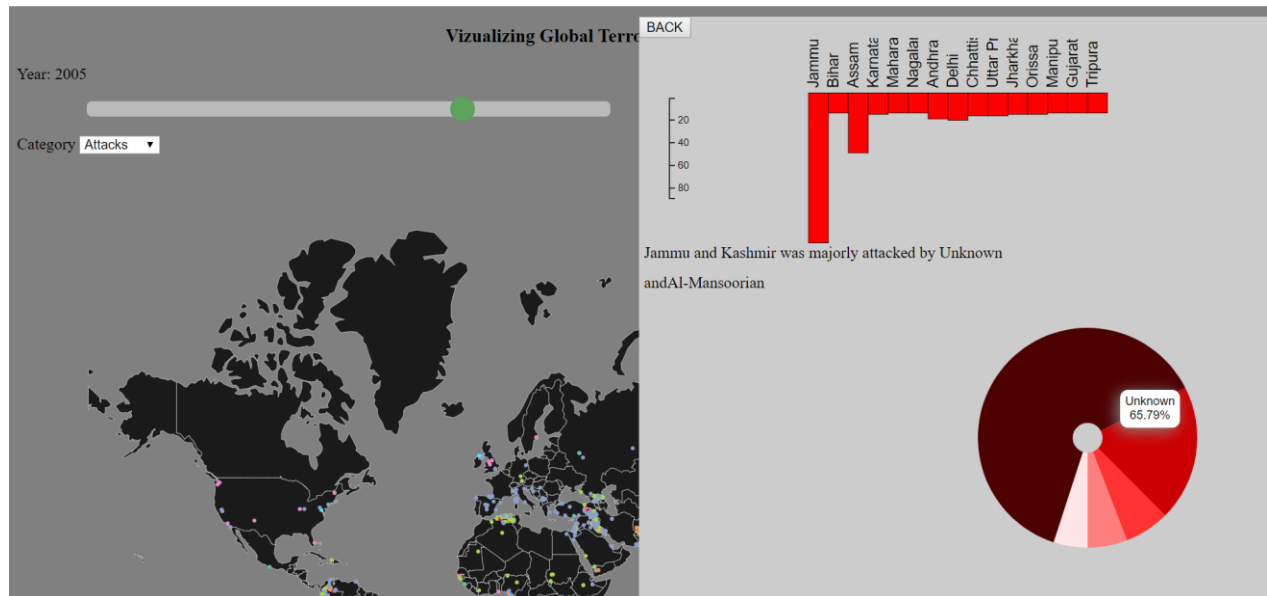 Vizualizing Global Terro
BACK
Year: 2005
Category Attacks
Jammu
Bihar
Assam
Karnata
Mahara
Nagalar
Andhra
Delhi
Chhattis
Uttar Pr
Jharkha
Orissa
Manipu
Gujarat
Tripura
20
40
60
80
Jammu and Kashmir was majorly attacked by Unknown
andAl-Mansoorian
Unknown
65.79%